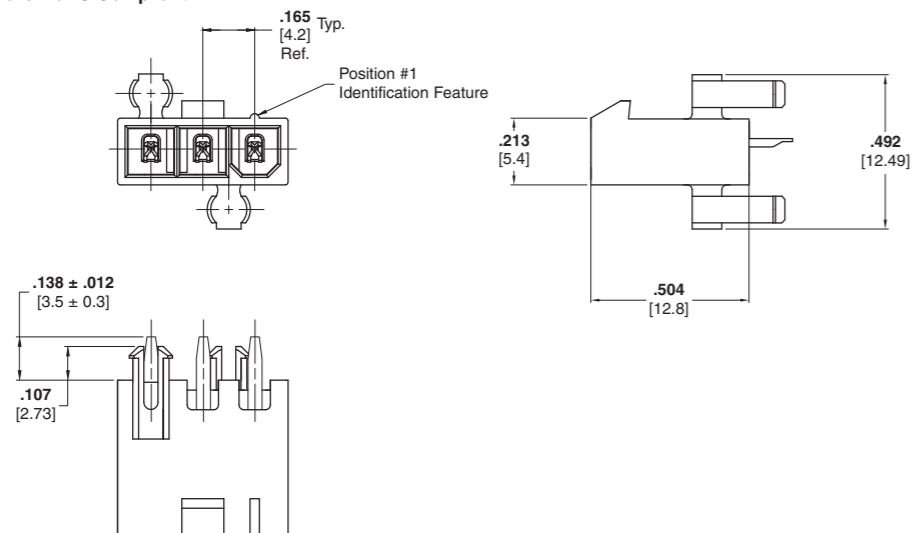 .165 Typ.
[4.2]
Ref.
Position #1
Identification Feature
.213
[5.4]
.492
[12.49]
.504
[12.8]
.138 ± .012
[3.5 ± 0.3]
.107
[2.73]